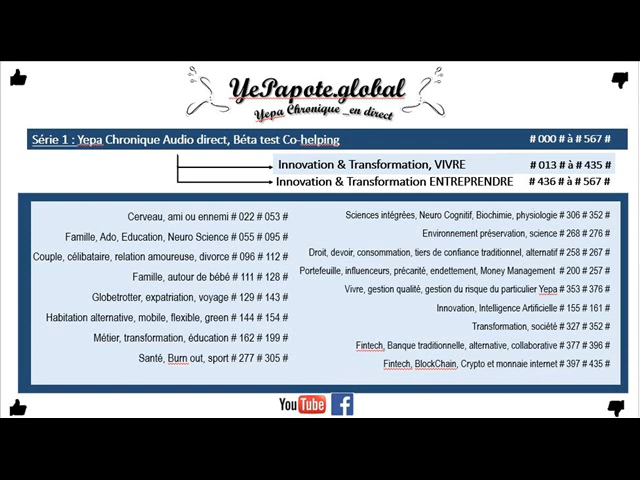 YePapote.global
Yepa Chronique _en direct
Série 1 : Yepa Chronique Audio direct, Béta test Co-helping # 000 # à # 567 #
Innovation & Transformation, VIVRE # 013 # à # 435 #
Innovation & Transformation ENTREPRENDRE # 436 # à # 567 #
Cerveau, ami ou ennemi # 022 # 053 #
Famille, Ado, Education, Neuro Science # 055 # 095 #
Couple, célibataire, relation amoureuse, divorce # 096 # 112 #
Famille, autour de bébé # 111 # 128 #
Globetrotter, expatriation, voyage # 129 # 143 #
Habitation alternative, mobile, flexible, green # 144 # 154 #
Métier, transformation, éducation # 162 # 199 #
Santé, Burn out, sport # 277 # 305 #
Sciences intégrées, Neuro Cognitif, Biochimie, physiologie # 306 # 352 #
Environnement préservation, science # 268 # 276 #
Droit, devoir, consommation, tiers de confiance traditionnel, alternatif # 258 # 267 #
Portefeuille, influenceurs, précarité, endettement, Money Management # 200 # 257 #
Vivre, gestion qualité, gestion du risque du particulier Yepa # 353 # 376 #
Innovation, Intelligence Artificielle # 155 # 161 #
Transformation, société # 327 # 352 #
Fintech, Banque traditionnelle, alternative, collaborative # 377 # 396 #
Fintech, BlockChain, Crypto et monnaie internet # 397 # 435 #
YouTube f